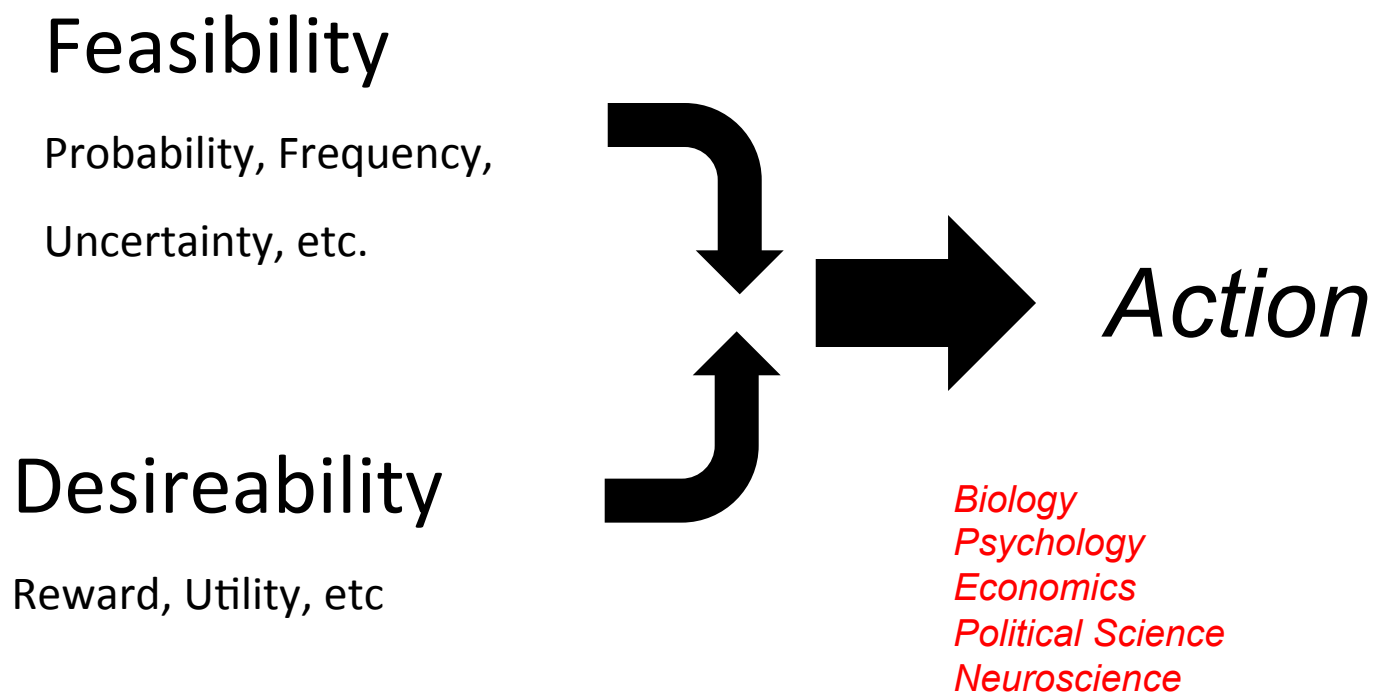 Feasibility
Probability, Frequency,
Uncertainty, etc.
Action
Desireability
Reward, Utility, etc
Biology
Psychology
Economics
Political Science
Neuroscience